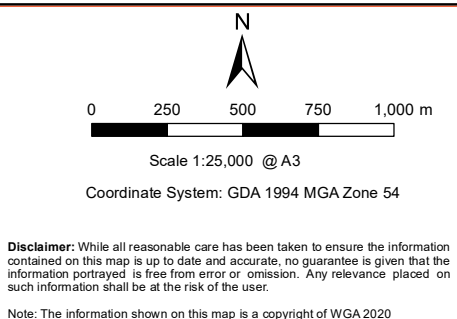 N
0 250 500 750 1,000 m
Scale 1:25,000 @ A3
Coordinate System: GDA 1994 MGA Zone 54
Disclaimer: While all reasonable care has been taken to ensure the information
contained on this map is up to date and accurate, no guarantee is given that the
information portrayed is free from error or omission. Any relevance placed on
such information shall be at the risk of the user.
Note: The information shown on this map is a copyright of WGA 2020